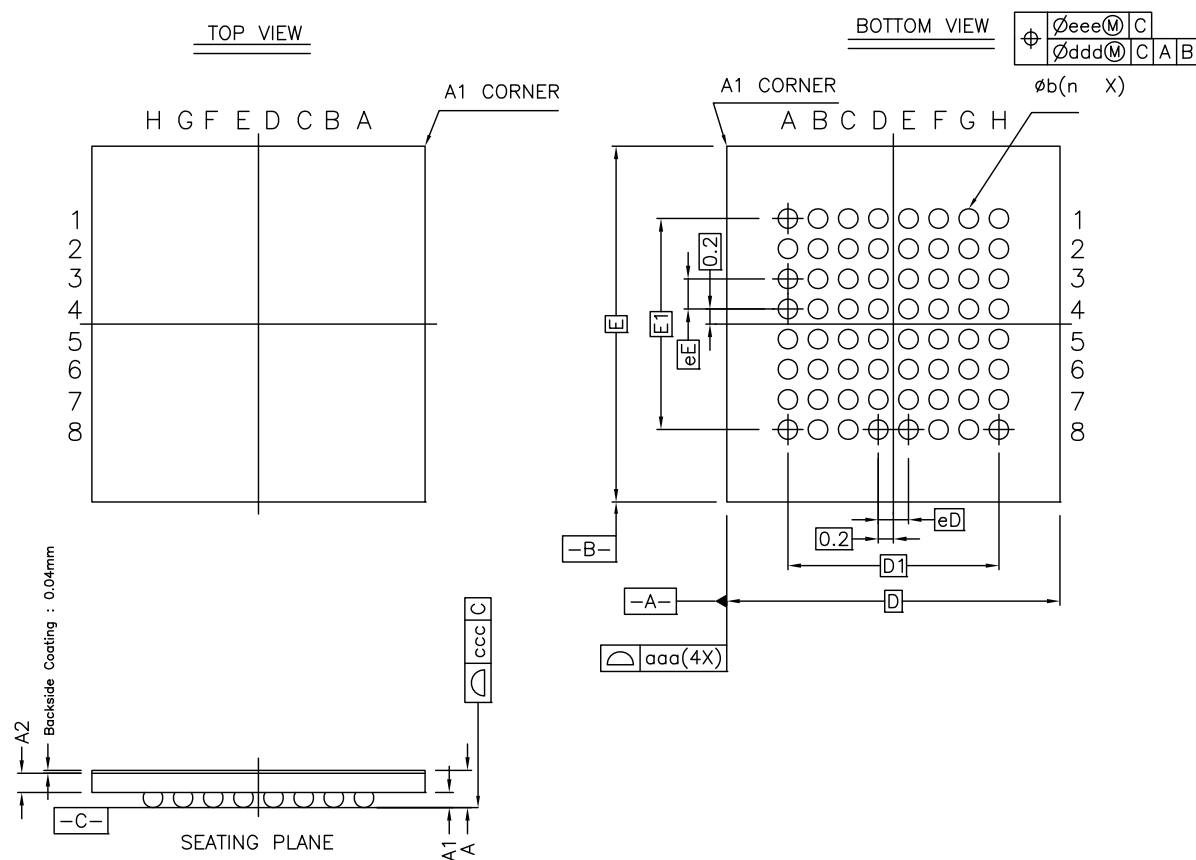 TOP VIEW
A1 CORNER
H G F E D C B A
1
2
3
4
5
6
7
8
BOTTOM VIEW
Øeee Ⓜ C
Øddd Ⓜ C A B
A1 CORNER
øb(n X)
A B C D E F G H
1
2
3
4
5
6
7
8
0.2
E
E1
eE
eD
0.2
D1
D
-B-
-A-
aaa(4X)
Backside Coating : 0.04mm
A2
ccc C
-C-
A1
A
SEATING PLANE